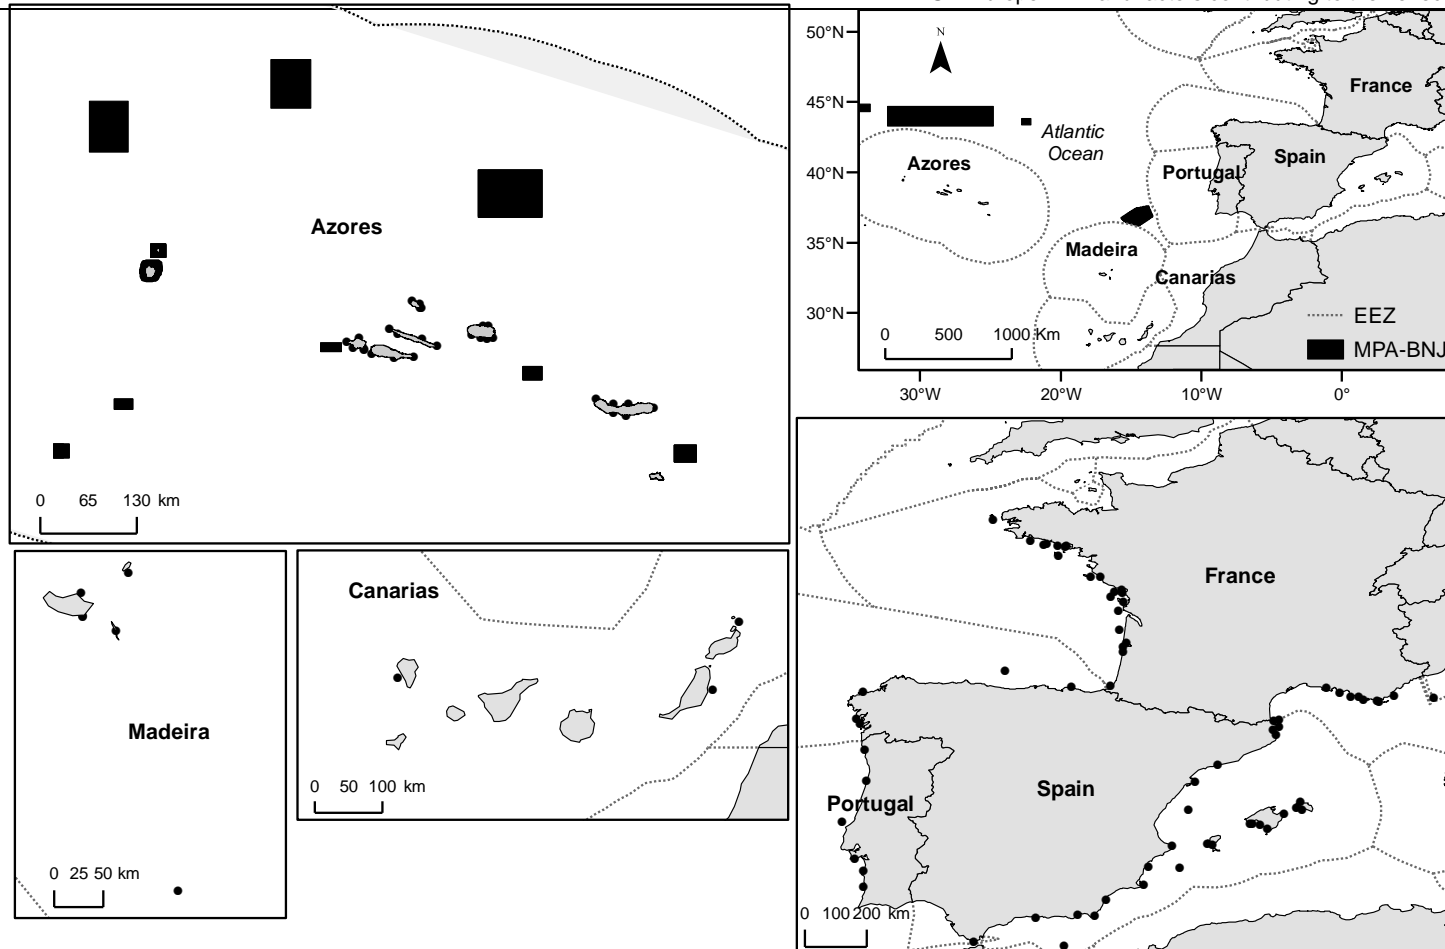 Azores
0 65 130 km
50°N
45°N
40°N
35°N
30°N
N
Atlantic
Ocean
France
Spain
Portugal
Azores
Madeira
Canarias
0 500 1000 Km
EEZ
MPA-BNJ
30°W 20°W 10°W 0°
Madeira
0 25 50 km
Canarias
0 50 100 km
France
Spain
Portugal
0 100 200 km